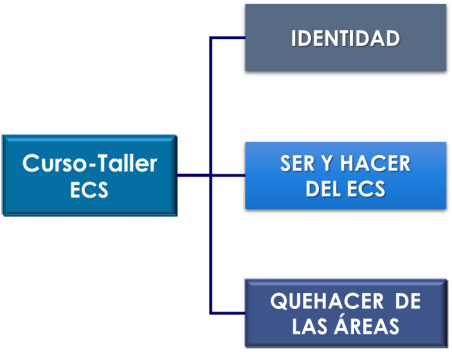 IDENTIDAD
Curso-Taller
ECS
SER Y HACER
DEL ECS
QUEHACER DE
LAS ÁREAS